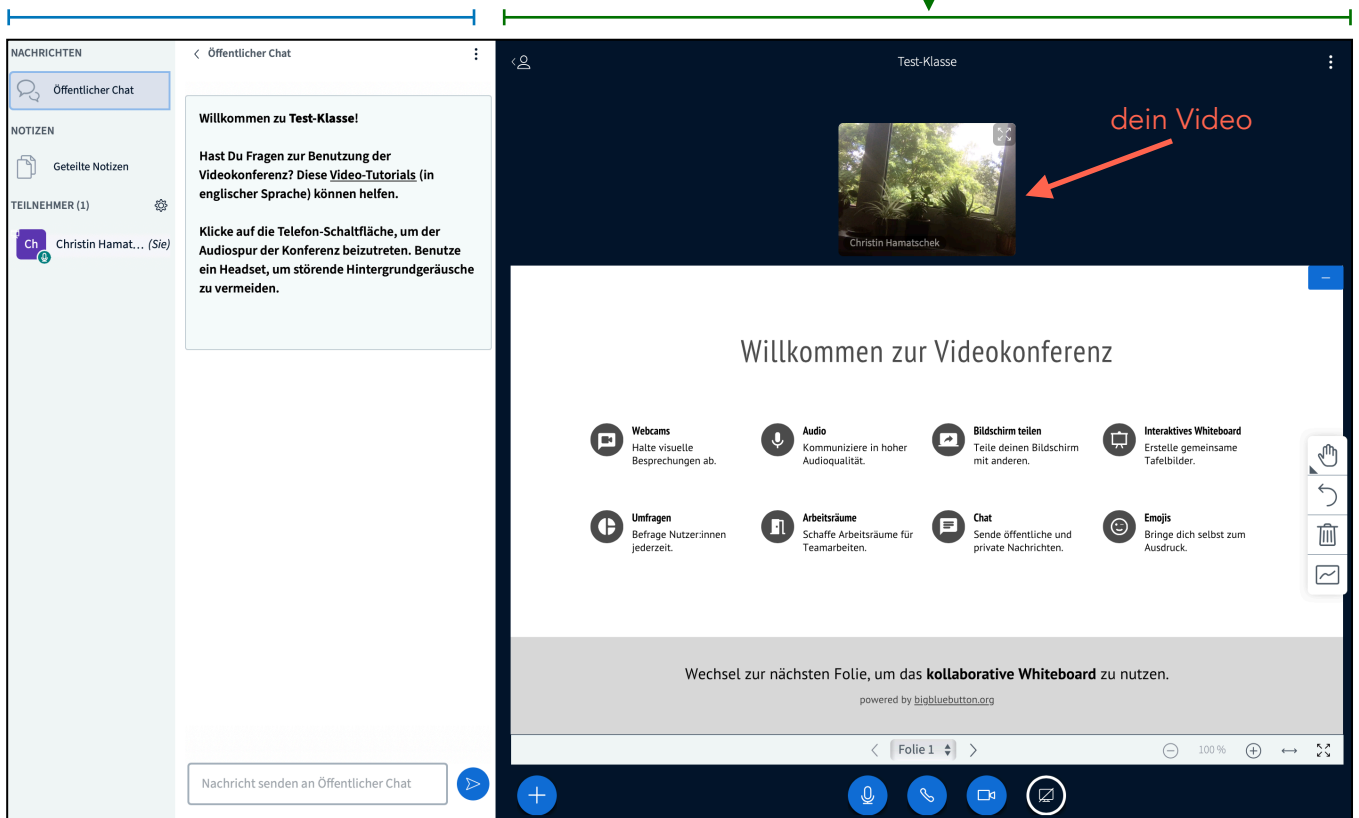 NACHRICHTEN
Öffentlicher Chat
NOTIZEN
Geteilte Notizen
TEILNEHMER (1)
Ch
Christin Hamat... (Sie)
Öffentlicher Chat
Willkommen zu Test-Klasse!
Hast Du Fragen zur Benutzung der
Videokonferenz? Diese Video-Tutorials (in
englischer Sprache) können helfen.
Klicke auf die Telefon-Schaltfläche, um der
Audiospur der Konferenz beizutreten. Benutze
ein Headset, um störende Hintergrundgeräusche
zu vermeiden.
Nachricht senden an Öffentlicher Chat
Test-Klasse
dein Video
Christin Hamatschek
Willkommen zur Videokonferenz
Webcams
Halte visuelle
Besprechungen ab.
Audio
Kommuniziere in hoher
Audioqualität.
Bildschirm teilen
Teile deinen Bildschirm
mit anderen.
Interaktives Whiteboard
Erstelle gemeinsame
Tafelbilder.
Umfragen
Befrage Nutzer:innen
jederzeit.
Arbeitsräume
Schaffe Arbeitsräume für
Teamarbeiten.
Chat
Sende öffentliche und
private Nachrichten.
Emojis
Bringe dich selbst zum
Ausdruck.
Wechsel zur nächsten Folie, um das kollaborative Whiteboard zu nutzen.
powered by bigbluebutton.org
Folie 1
100 %